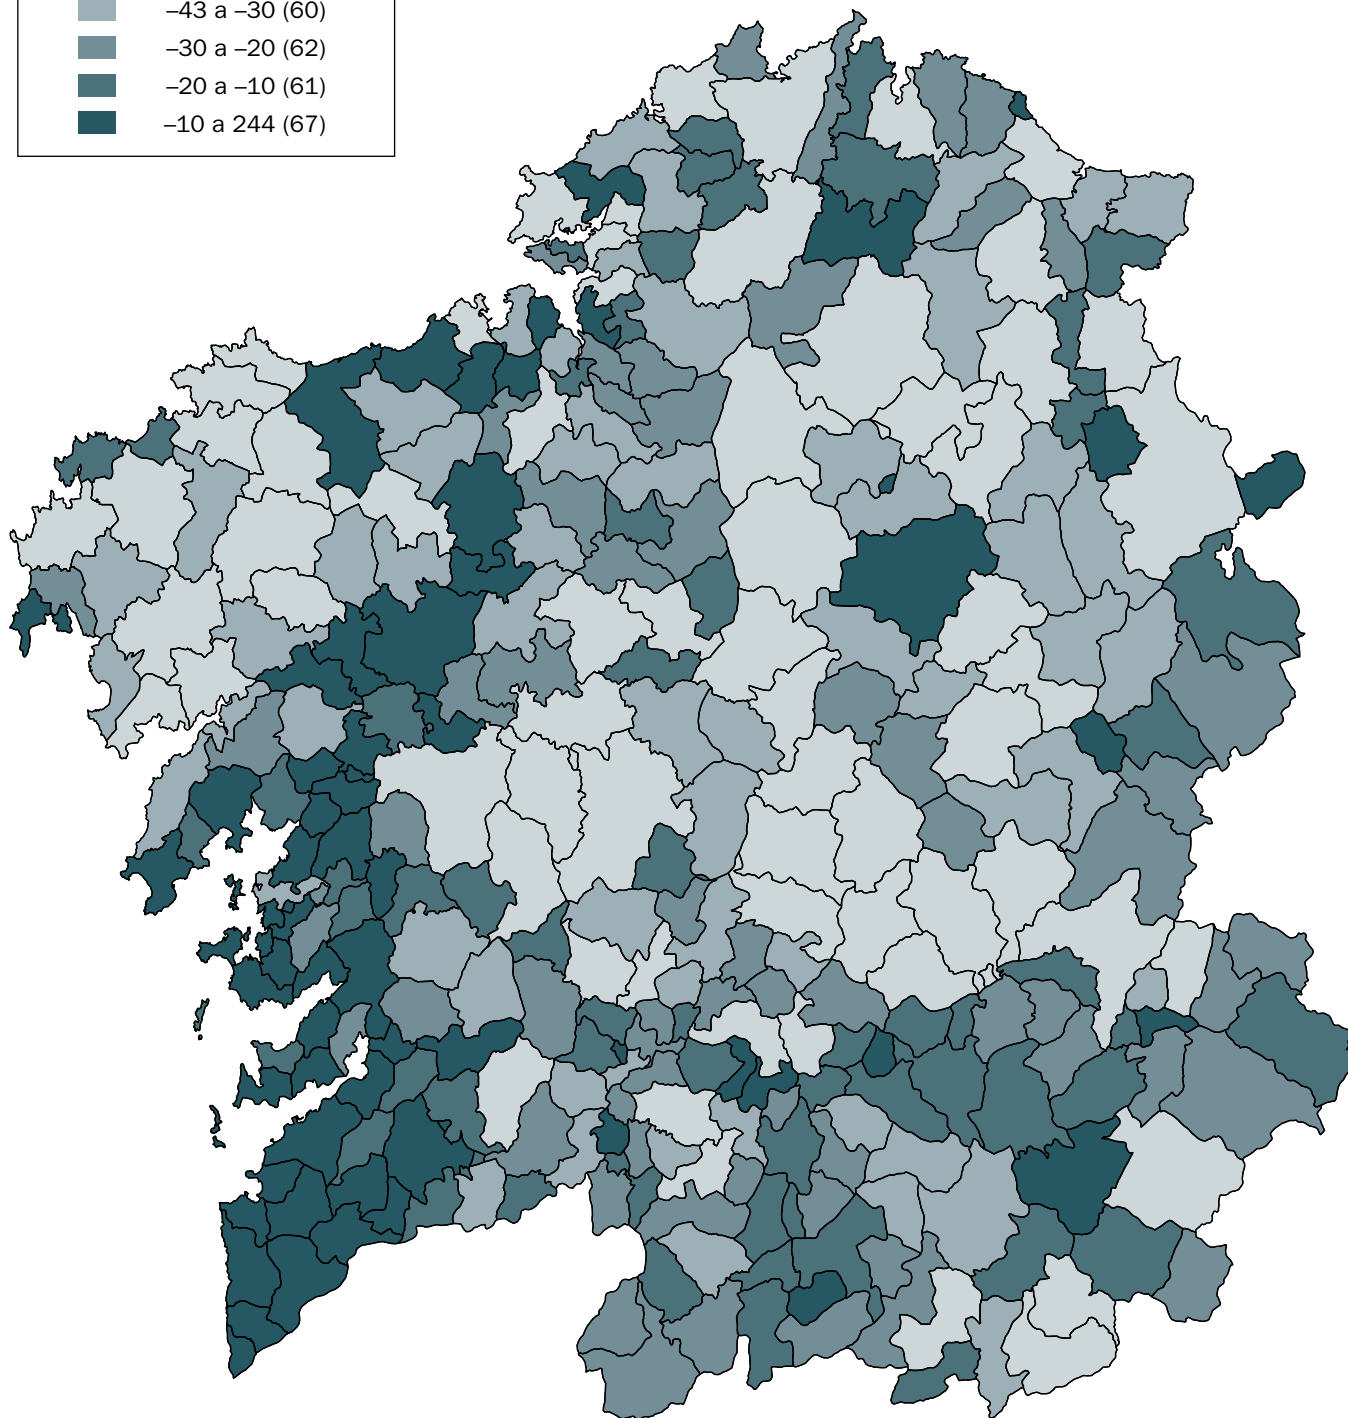 –43 a –30 (60)
–30 a –20 (62)
–20 a –10 (61)
–10 a 244 (67)